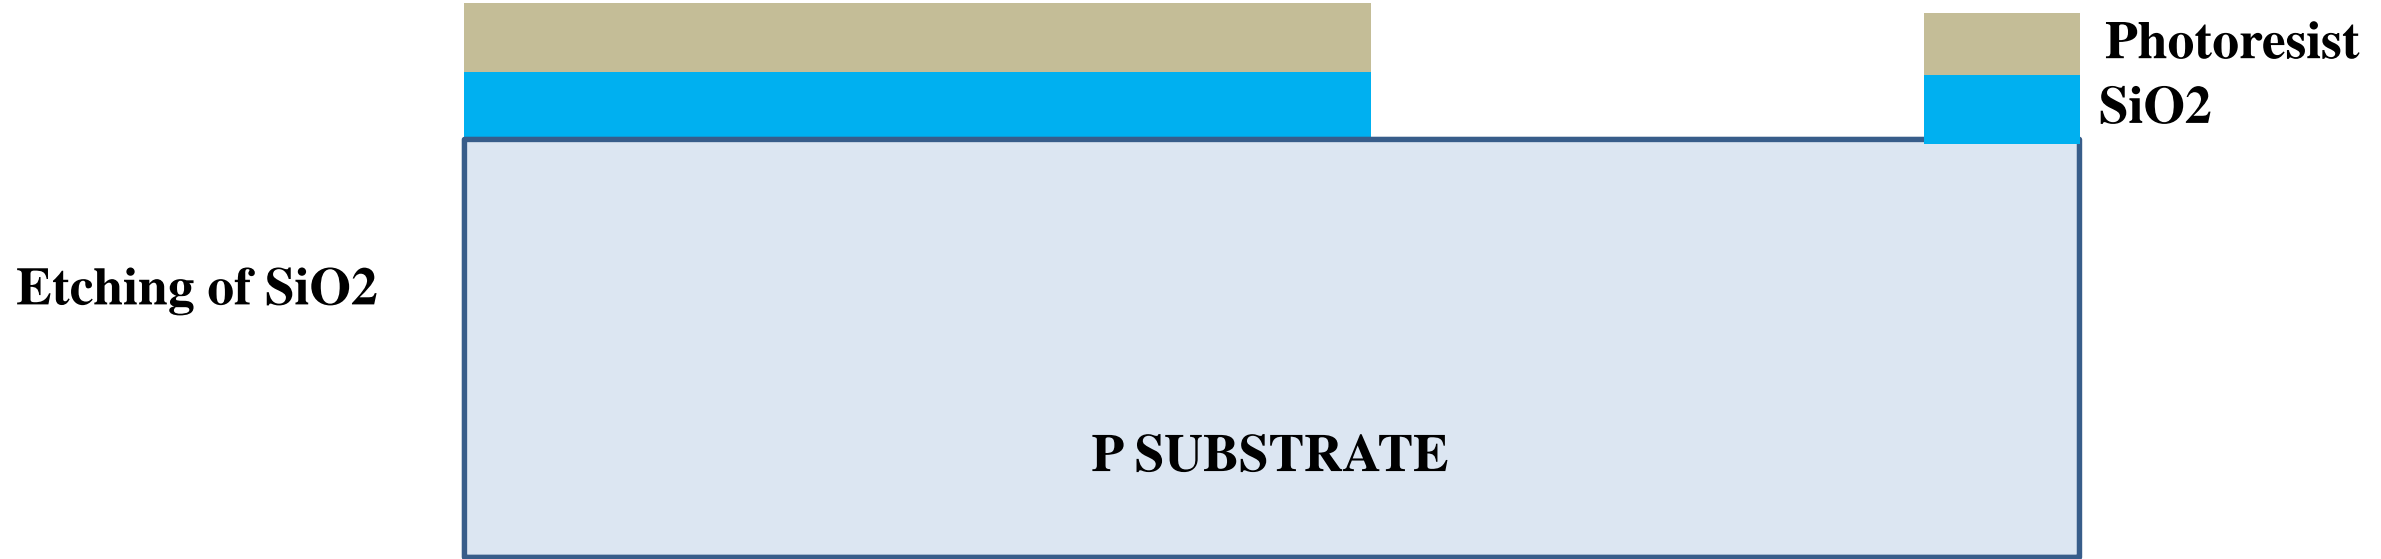 Photoresist
SiO2
Etching of SiO2
P SUBSTRATE